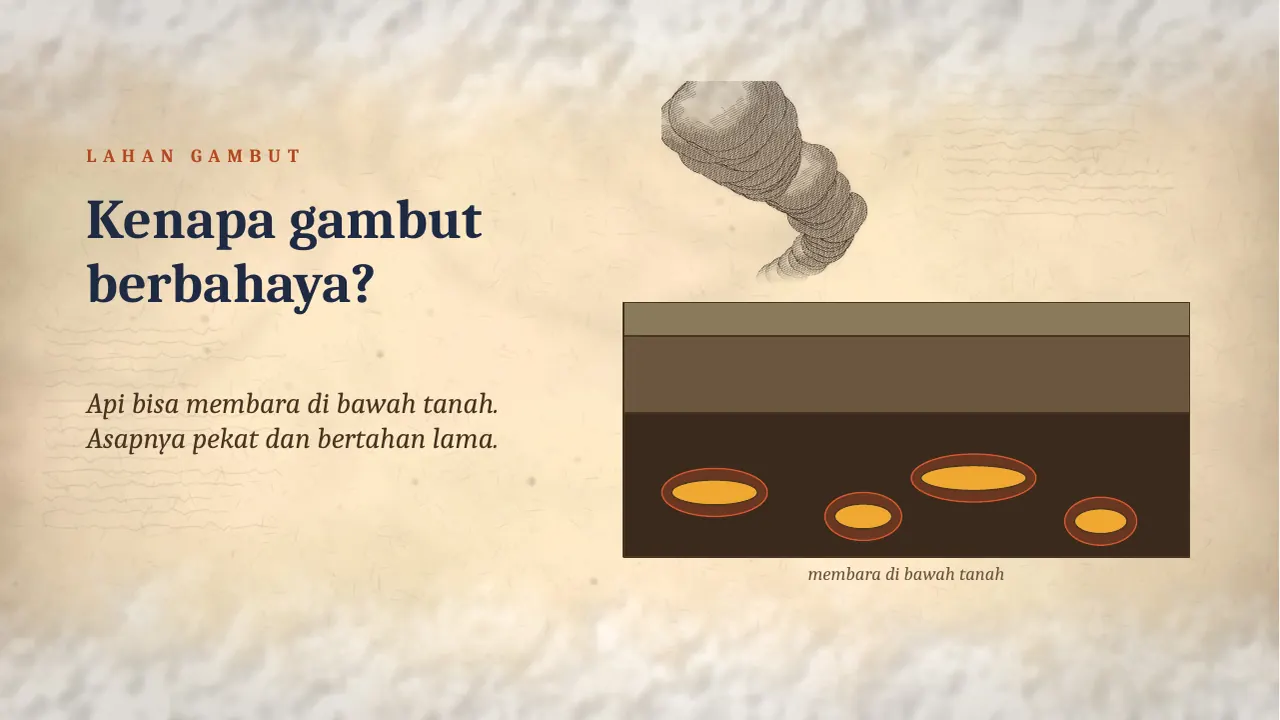 LAHAN GAMBUT
Kenapa gambut
berbahaya?
Api bisa membara di bawah tanah.
Asapnya pekat dan bertahan lama.
membara di bawah tanah